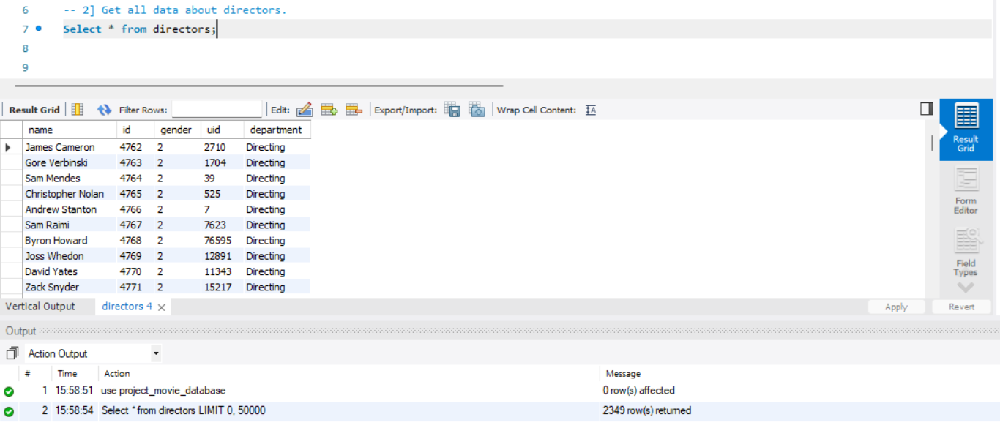 6 -- 2] Get all data about directors.
7 Select * from directors;
8
9
Result Grid Filter Rows: Edit: Export/Import: Wrap Cell Content: IA
name id gender uid department
James Cameron 4762 2 2710 Directing
Gore Verbinski 4763 2 1704 Directing
Sam Mendes 4764 2 39 Directing
Christopher Nolan 4765 2 525 Directing
Andrew Stanton 4766 2 7 Directing
Sam Raimi 4767 2 7623 Directing
Byron Howard 4768 2 76595 Directing
Joss Whedon 4769 2 12891 Directing
David Yates 4770 2 11343 Directing
Zack Snyder 4771 2 15217 Directing
Result
Grid
Form
Editor
Field
Types
Vertical Output directors 4 Apply Revert
Output
Action Output
# Time Action Message
1 15:58:51 use project_movie_database 0 row(s) affected
2 15:58:54 Select * from directors LIMIT 0, 50000 2349 row(s) returned